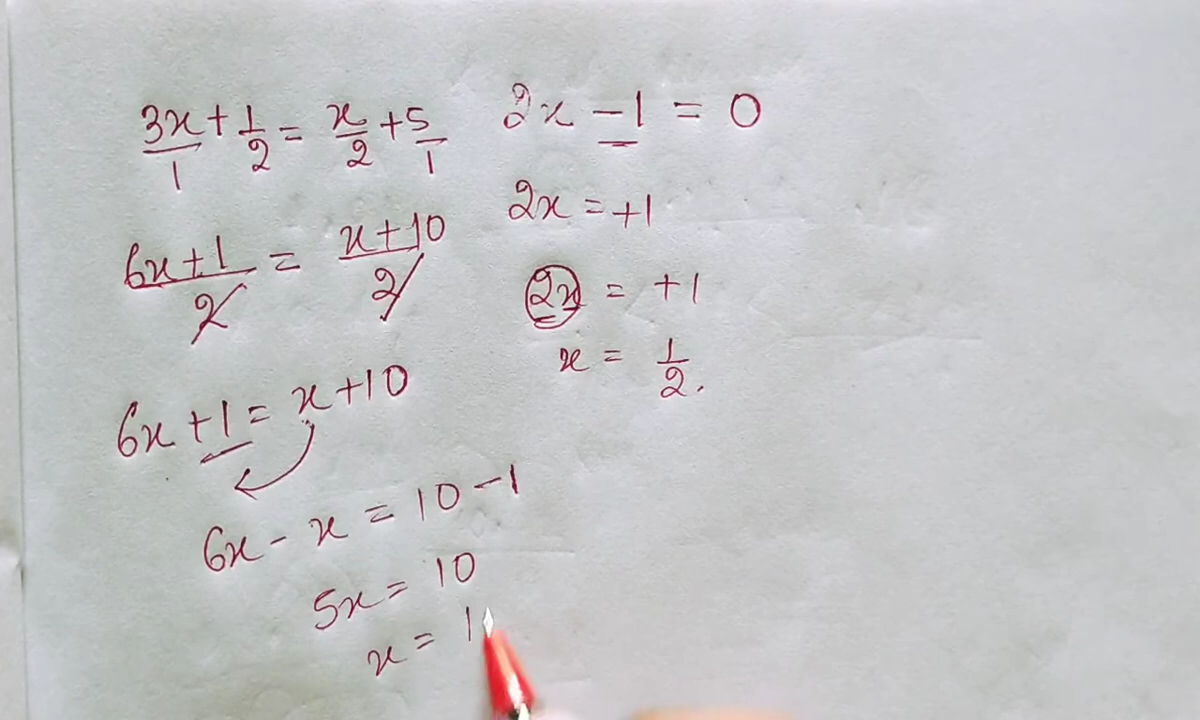 3x/1 + 1/2 = x/2 + 5/1
6x+1/2 = x+10/2
6x+1 = x+10
6x - x = 10 - 1
5x = 10
x = 1
2x - 1 = 0
2x = +1
2x = +1
x = 1/2.